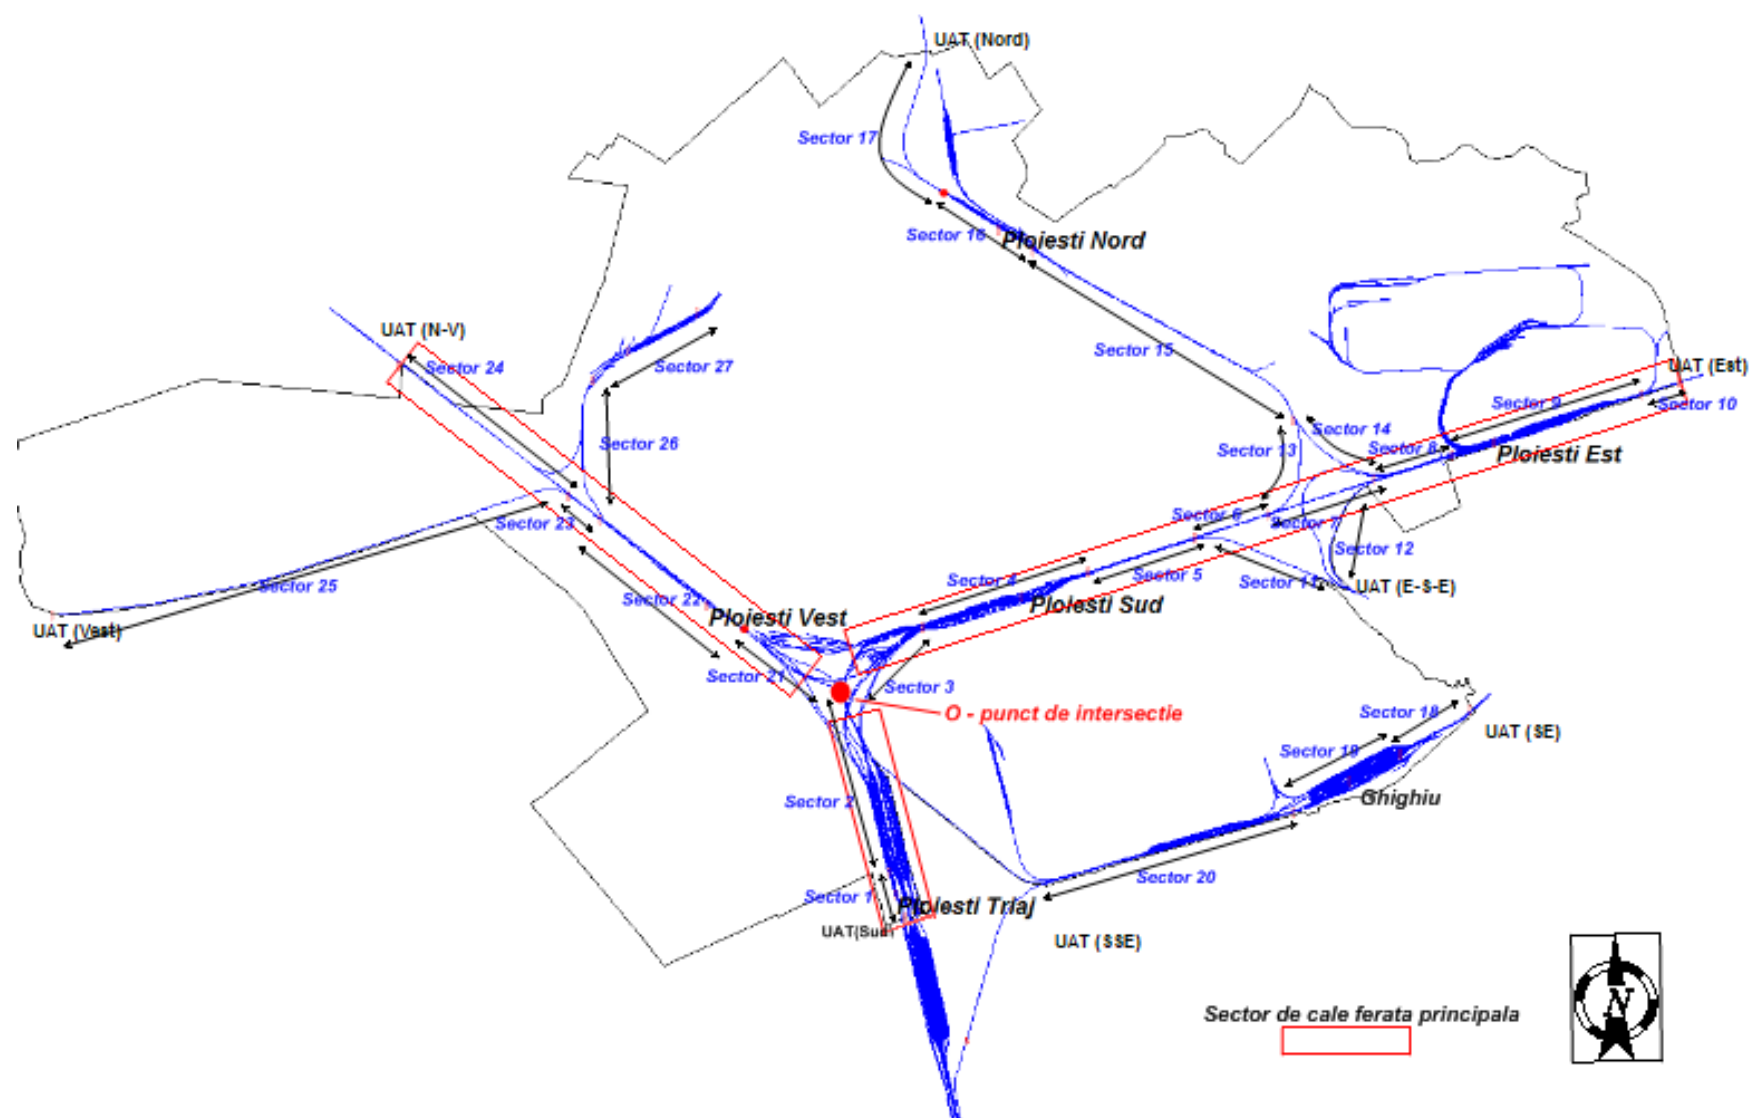 UAT (Nord)
Sector 17
Sector 16
Ploiesti Nord
UAT (N-V)
Sector 24
Sector 27
Sector 15
UAT (Est)
Sector 9
Sector 10
Sector 26
Sector 14
Sector 13
Sector 8
Ploiesti Est
Sector 23
Sector 6
Sector 7
Sector 12
Sector 25
Sector 4
Sector 5
Sector 11
UAT (E-S-E)
Sector 22
Ploiesti Vest
Ploiesti Sud
UAT (Vest)
Sector 21
Sector 3
O - punct de intersectie
Sector 18
UAT (SE)
Sector 19
Sector 2
Ghighiu
Sector 20
Sector 1
Ploiesti Triaj
UAT(Sud)
UAT (SSE)
Sector de cale ferata principala
N